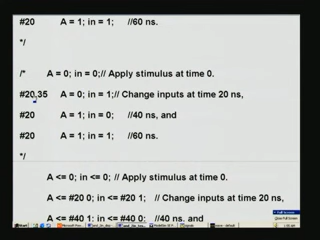 #20 A = 1; in = 1; //60 ns.
*/
/* A = 0; in = 0;// Apply stimulus at time 0.
#20.35 A = 0; in = 1;// Change inputs at time 20 ns,
#20 A = 1; in = 0; //40 ns, and
#20 A = 1; in = 1; //60 ns.
*/
A <= 0; in <= 0; // Apply stimulus at time 0.
A <= #20 0; in <= #20 1; // Change inputs at time 20 ns,
A <= #40 1; in <= #40 0; //40 ns, and
Full Screen